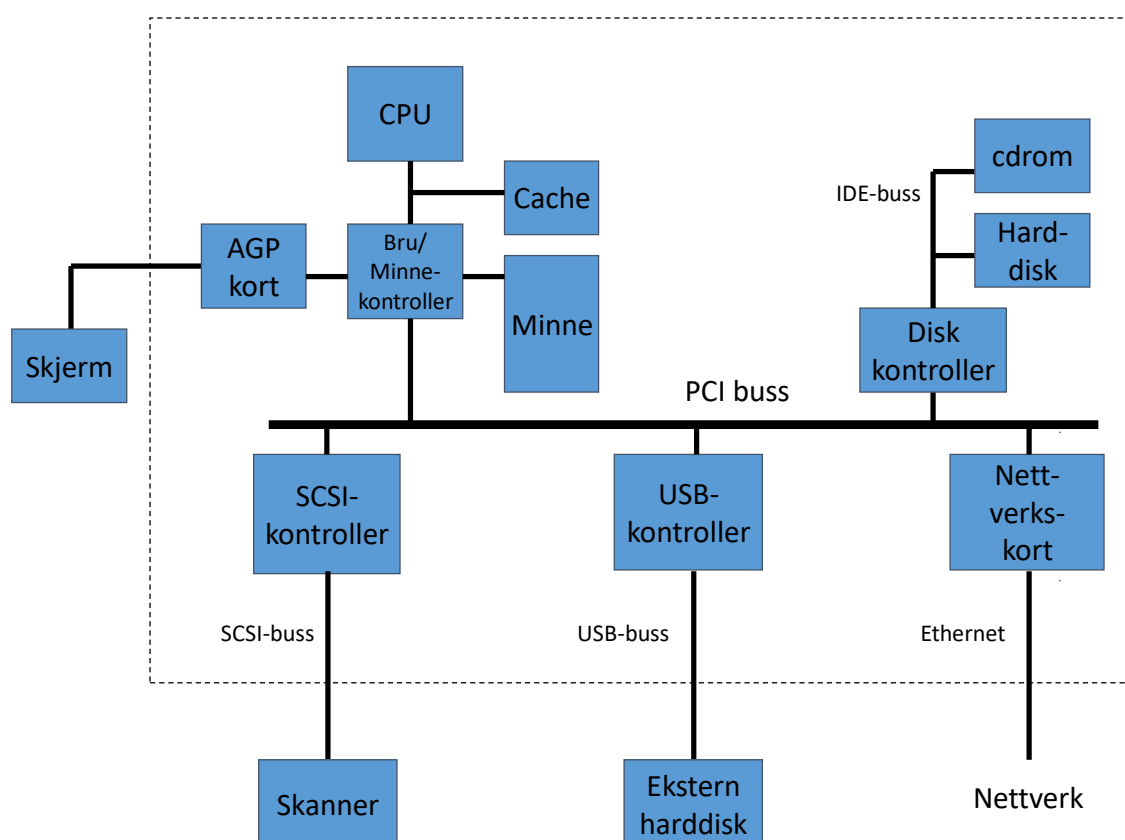 CPU
Cache
cdrom
IDE-buss
Hard-
disk
AGP
kort
Bru/
Minne-
kontroller
Minne
Skjerm
Disk
kontroller
PCI buss
SCSI-
kontroller
USB-
kontroller
Nett-
verks-
kort
SCSI-buss
USB-buss
Ethernet
Skanner
Ekstern
harddisk
Nettverk